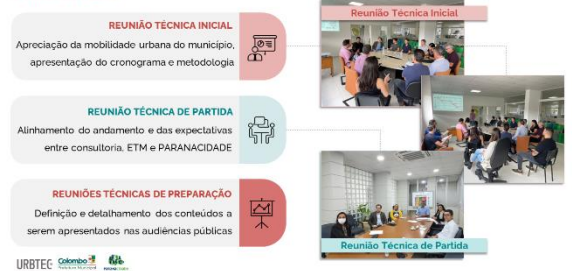 REUNIÃO TÉCNICA INICIAL
Apreciação da mobilidade urbana do município,
apresentação do cronograma e metodologia
REUNIÃO TÉCNICA DE PARTIDA
Alinhamento do andamento e das expectativas
entre consultoria, ETM e PARANACIDADE
REUNIÕES TÉCNICAS DE PREPARAÇÃO
Definição e detalhamento dos conteúdos a
serem apresentados nas audiências públicas
Reunião Técnica Inicial
Reunião Técnica de Partida
URBTEC
Colombo
Prefeitura Municipal